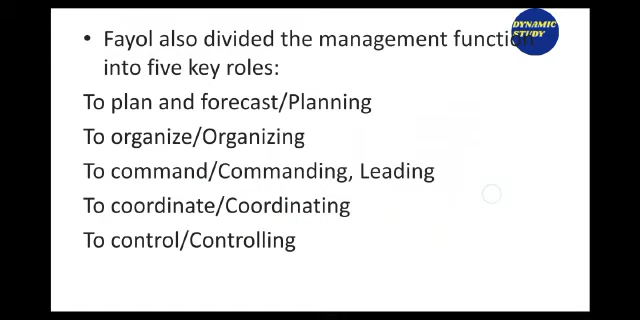 • Fayol also divided the management function
into five key roles:
To plan and forecast/Planning
To organize/Organizing
To command/Commanding, Leading
To coordinate/Coordinating
To control/Controlling
DYNAMIC
STUDY